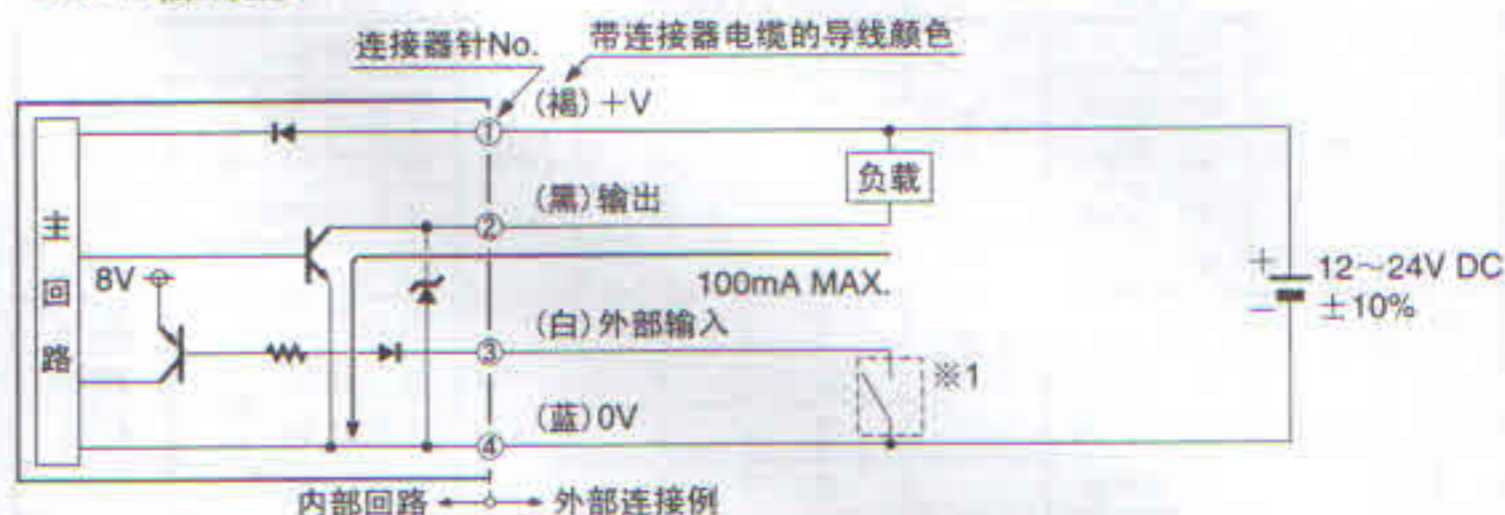 连接器针No.
带连接器电缆的导线颜色
(褐)+V
①
负载
(黑)输出
②
主回路
8V
100mA MAX.
+
12~24V DC
−
±10%
(白)外部输入
③
※1
(蓝)0V
④
内部回路
外部连接例